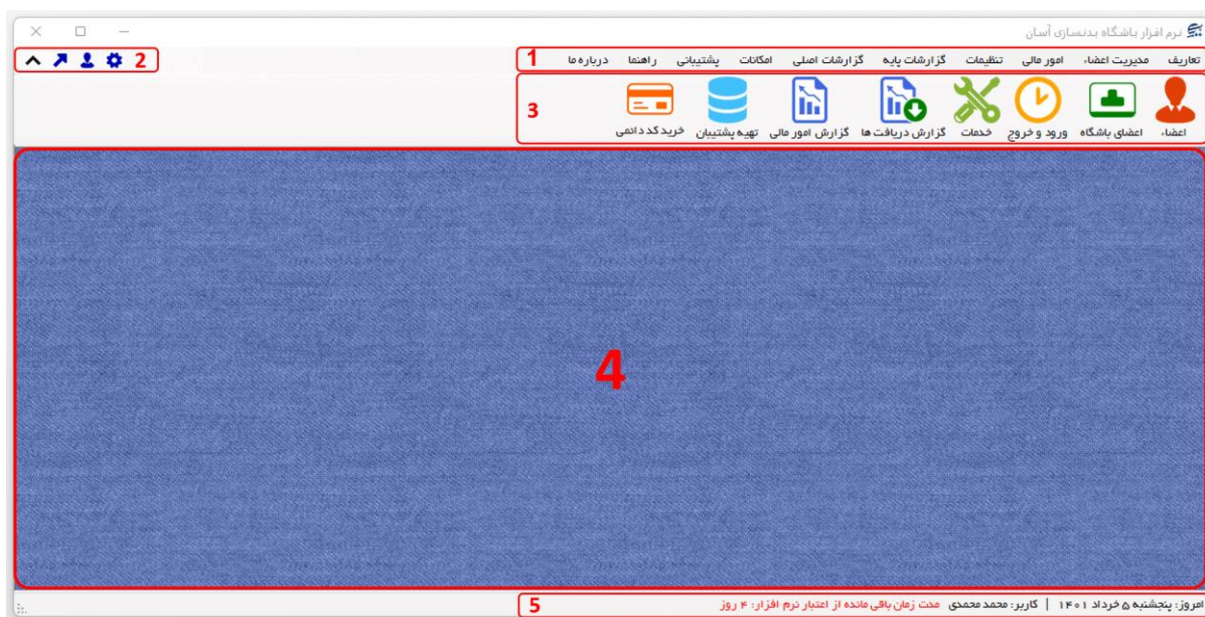 نرم افزار باشگاه بدنسازی آسان
تعاریف مدیریت اعضاء امور مالی تنظیمات گزارشات پایه گزارشات اصلی امکانات پشتیبانی راهنما درباره ما 1
2
اعضاء اعضای باشگاه ورود و خروج خدمات گزارش دریافت ها گزارش امور مالی تهیه پشتیبان خرید کد دائمی 3
4
امروز: پنجشنبه ۵ خرداد ۱۴۰۱ | کاربر: محمد محمدی مدت زمان باقی مانده از اعتبار نرم افزار: ۴ روز 5